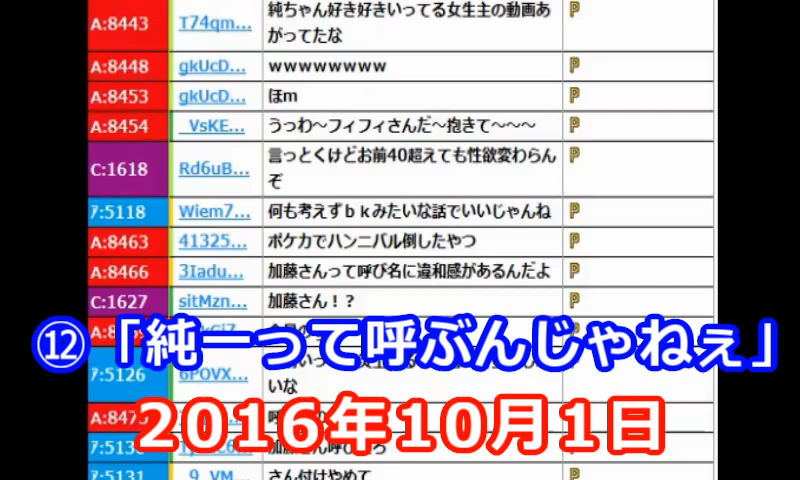 A:8443 T74qm... 純ちゃん好き好きいってる女生主の動画あ P
がってたな
A:8448 gkUcD... wwwwwwww P
A:8453 gkUcD... ほm P
A:8454 _VsKE... うっわ～フィフィさんだ～抱きて～～～ P
C:1618 Rd6uB... 言っとくけどお前40超えても性欲変わらん P
ぞ
7:5118 Wiem7... 何も考えずｂｋみたいな話でいいじゃんね P
A:8463 41325... ポケカでハンニバル倒したやつ P
A:8466 3Iadu... 加藤さんって呼び名に違和感があるんだよ P
C:1627 sitMzn... 加藤さん！？ P
⑫「純一って呼ぶんじゃねぇ」
7:5126 6POVX...
いな
2016年10月1日
7:5131 _9_VM... さん付けやめて P